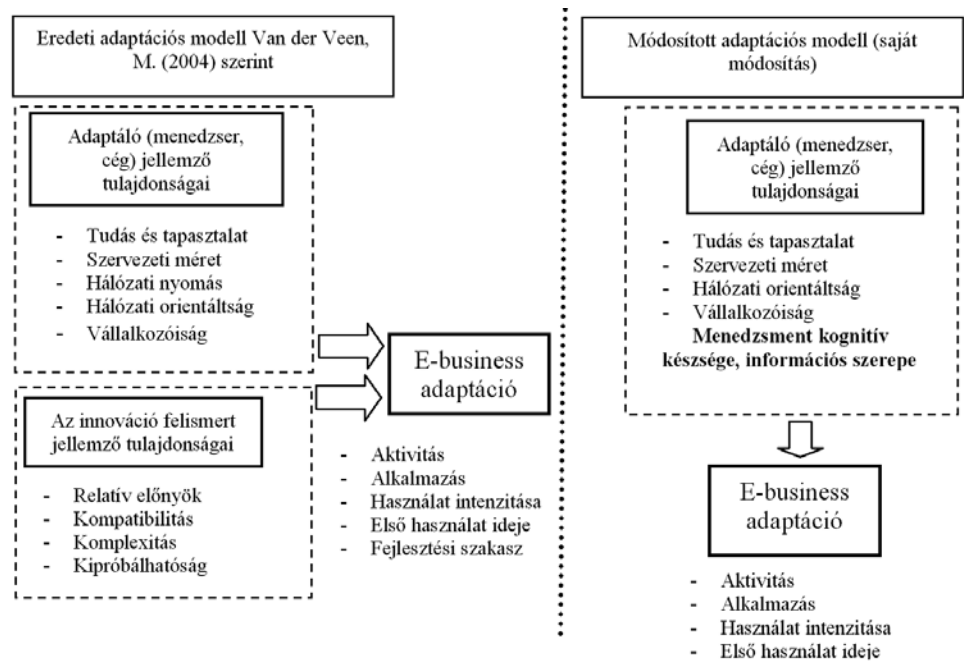 Eredeti adaptációs modell Van der Veen,
M. (2004) szerint
Adaptáló (menedzser,
cég) jellemző
tulajdonságai
- Tudás és tapasztalat
- Szervezeti méret
- Hálózati nyomás
- Hálózati orientáltság
- Vállalkozóiság
Az innováció felismert
jellemző tulajdonságai
- Relatív előnyök
- Kompatibilitás
- Komplexitás
- Kipróbálhatóság
E-business
adaptáció
- Aktivitás
- Alkalmazás
- Használat intenzitása
- Első használat ideje
- Fejlesztési szakasz
Módosított adaptációs modell (saját
módosítás)
Adaptáló (menedzser,
cég) jellemző
tulajdonságai
- Tudás és tapasztalat
- Szervezeti méret
- Hálózati orientáltság
- Vállalkozóiság
Menedzsment kognitív
készsége, információs szerepe
E-business
adaptáció
- Aktivitás
- Alkalmazás
- Használat intenzitása
- Első használat ideje